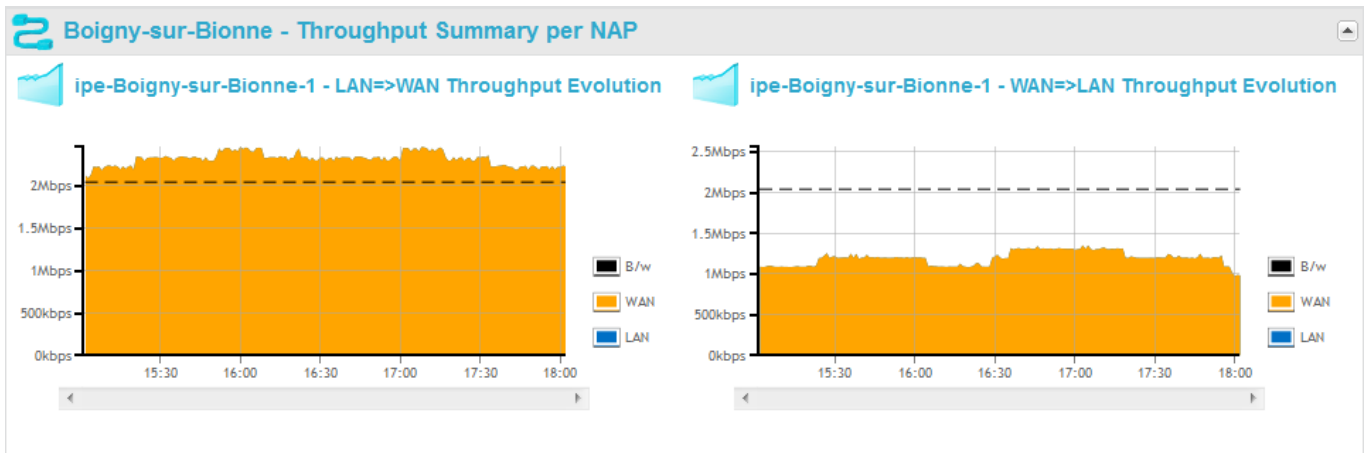 Boigny-sur-Bionne - Throughput Summary per NAP
ipe-Boigny-sur-Bionne-1 - LAN=>WAN Throughput Evolution
2Mbps
1.5Mbps
1Mbps
500kbps
0kbps
15:30 16:00 16:30 17:00 17:30 18:00
B/w
WAN
LAN
ipe-Boigny-sur-Bionne-1 - WAN=>LAN Throughput Evolution
2.5Mbps
2Mbps
1.5Mbps
1Mbps
500kbps
0kbps
15:30 16:00 16:30 17:00 17:30 18:00
B/w
WAN
LAN